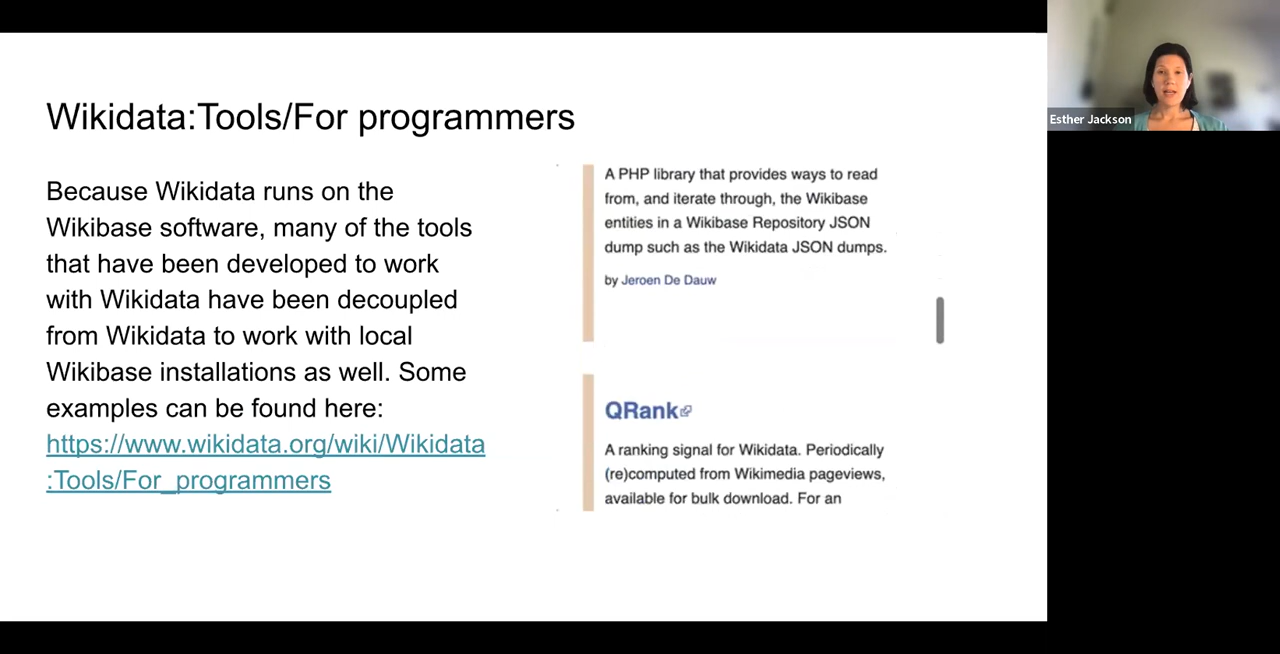 Wikidata:Tools/For programmers
Because Wikidata runs on the
Wikibase software, many of the tools
that have been developed to work
with Wikidata have been decoupled
from Wikidata to work with local
Wikibase installations as well. Some
examples can be found here:
https://www.wikidata.org/wiki/Wikidata
:Tools/For_programmers
A PHP library that provides ways to read
from, and iterate through, the Wikibase
entities in a Wikibase Repository JSON
dump such as the Wikidata JSON dumps.
by Jeroen De Dauw
QRank
A ranking signal for Wikidata. Periodically
(re)computed from Wikimedia pageviews,
available for bulk download. For an
Esther Jackson